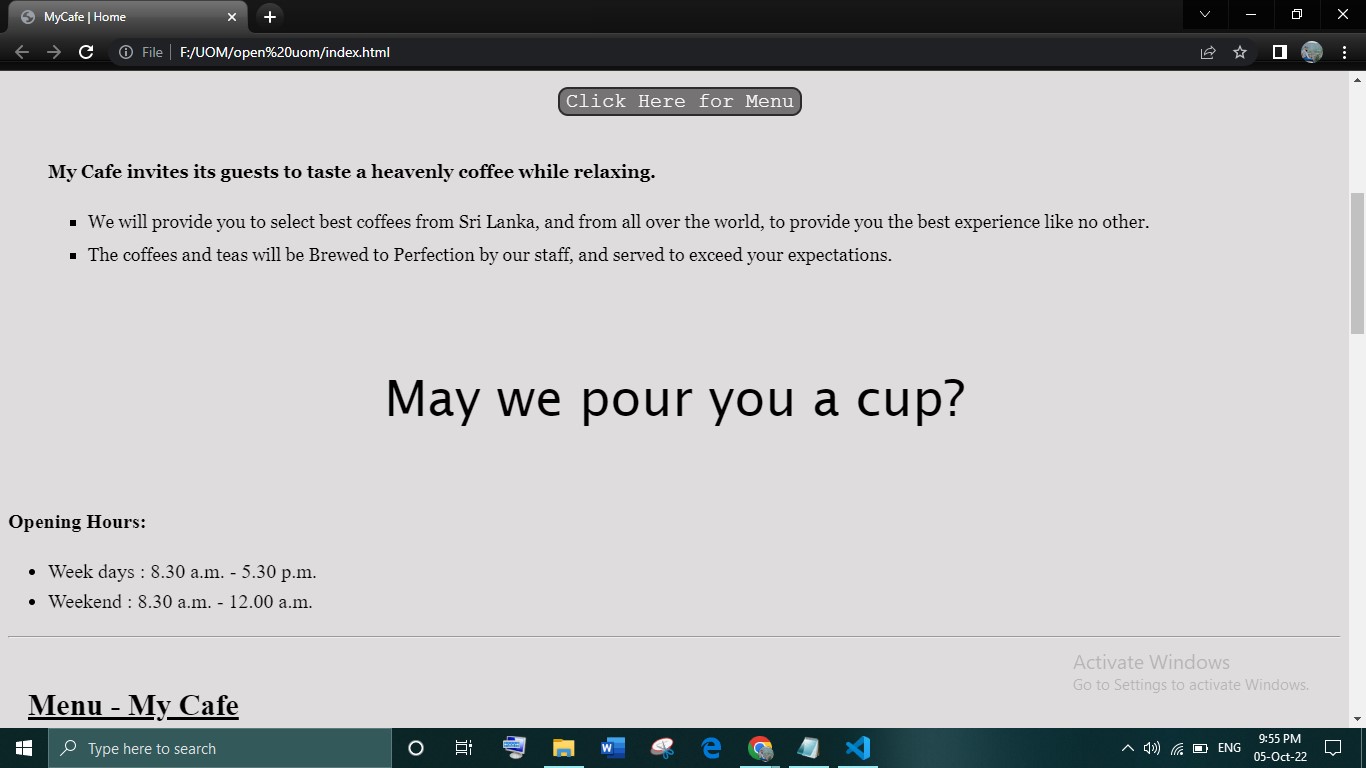 MyCafe | Home
File
F:/UOM/open%20uom/index.html
Click Here for Menu
My Cafe invites its guests to taste a heavenly coffee while relaxing.
We will provide you to select best coffees from Sri Lanka, and from all over the world, to provide you the best experience like no other.
The coffees and teas will be Brewed to Perfection by our staff, and served to exceed your expectations.
May we pour you a cup?
Opening Hours:
Week days : 8.30 a.m. - 5.30 p.m.
Weekend : 8.30 a.m. - 12.00 a.m.
Activate Windows
Go to Settings to activate Windows.
Menu - My Cafe
Type here to search
ENG
9:55 PM
05-Oct-22